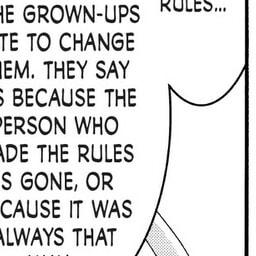 RULES...
HE GROWN-UPS
TE TO CHANGE
EM. THEY SAY
S BECAUSE THE
PERSON WHO
ADE THE RULES
S GONE, OR
CAUSE IT WAS
ALWAYS THAT